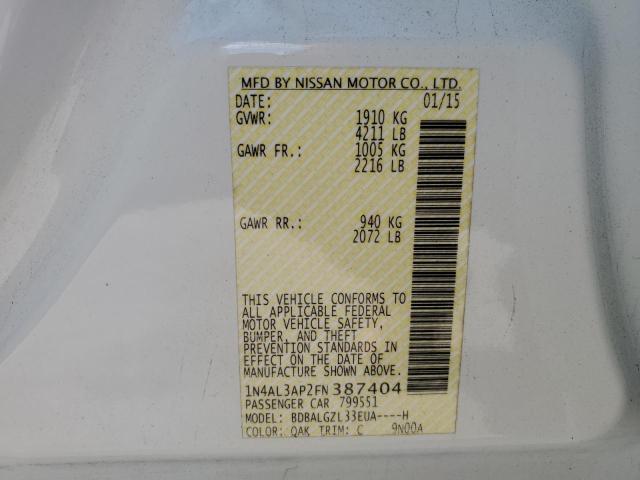 MFD BY NISSAN MOTOR CO., LTD.
DATE: 01/15
GVWR: 1910 KG
4211 LB
GAWR FR.: 1005 KG
2216 LB
GAWR RR.: 940 KG
2072 LB
THIS VEHICLE CONFORMS TO
ALL APPLICABLE FEDERAL
MOTOR VEHICLE SAFETY,
BUMPER, AND THEFT
PREVENTION STANDARDS IN
EFFECT ON THE DATE OF
MANUFACTURE SHOWN ABOVE.
1N4AL3AP2FN387404
PASSENGER CAR 799551
MODEL: BDBALGZL33EUA----H
COLOR: QAK TRIM: C 9N00A